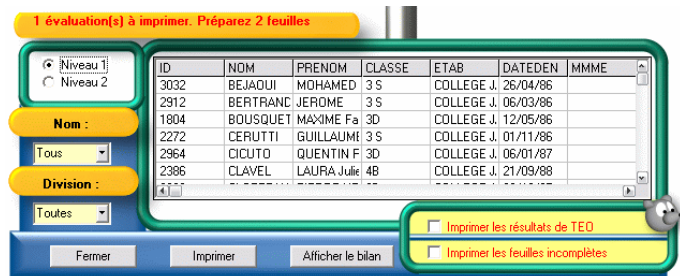 1 évaluation(s) à imprimer. Préparez 2 feuilles
Niveau 1
Niveau 2
Nom :
Tous
Division :
Toutes
ID NOM PRENOM CLASSE ETAB DATEDEN MMME
3032 BEJAOUI MOHAMED 3 S COLLEGE J. 26/04/86
2912 BERTRAND JEROME 3 S COLLEGE J. 06/03/86
1804 BOUSQUET MAXIME Fa 3D COLLEGE J. 12/05/86
2272 CERUTTI GUILLAUME 3 S COLLEGE J. 01/11/86
2964 CICUTO QUENTIN F 3D COLLEGE J. 06/01/87
2386 CLAVEL LAURA Julie 4B COLLEGE J. 21/09/88
Imprimer les résultats de TEO
Imprimer les feuilles incomplètes
Fermer Imprimer Afficher le bilan